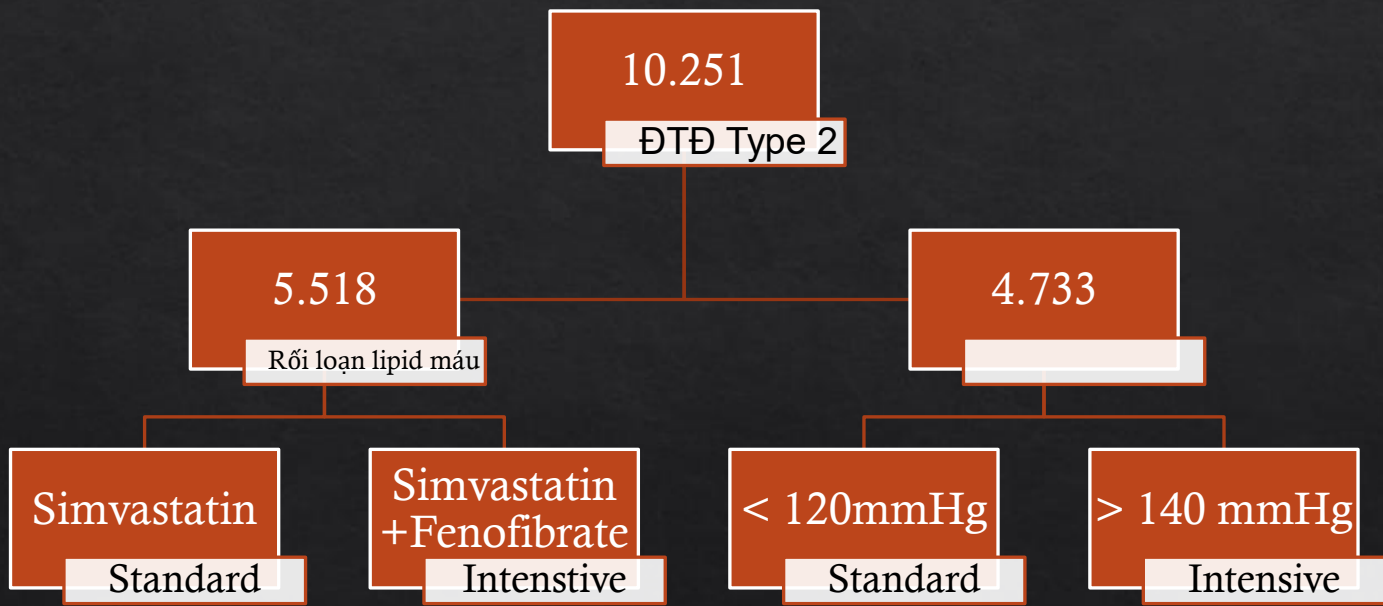 10.251
ĐTĐ Type 2
5.518
Rối loạn lipid máu
4.733
Simvastatin
Standard
Simvastatin
+Fenofibrate
Intenstive
< 120mmHg
Standard
> 140 mmHg
Intensive